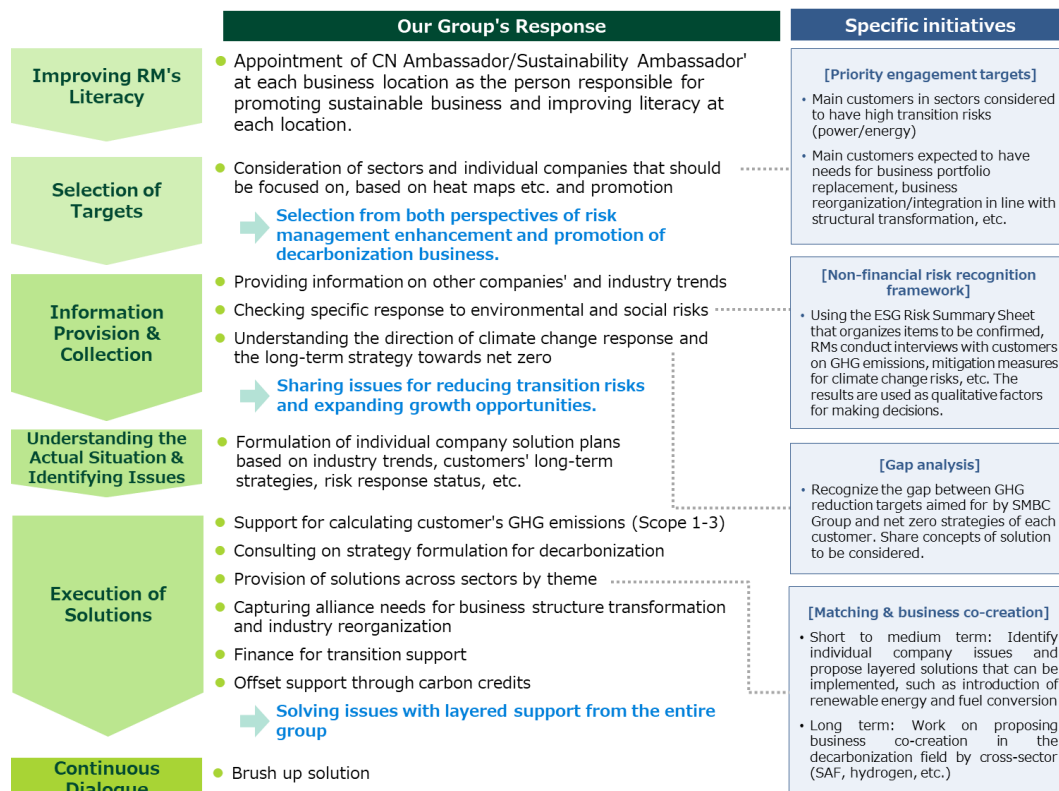 Our Group's Response
Specific initiatives
Improving RM's
Literacy
Appointment of CN Ambassador/Sustainability Ambassador'
at each business location as the person responsible for
promoting sustainable business and improving literacy at
each location.
Selection of
Targets
Consideration of sectors and individual companies that should
be focused on, based on heat maps etc. and promotion
Selection from both perspectives of risk
management enhancement and promotion of
decarbonization business.
Information
Provision &
Collection
Providing information on other companies' and industry trends
Checking specific response to environmental and social risks
Understanding the direction of climate change response and
the long-term strategy towards net zero
Sharing issues for reducing transition risks
and expanding growth opportunities.
Understanding the
Actual Situation &
Identifying Issues
Formulation of individual company solution plans
based on industry trends, customers' long-term
strategies, risk response status, etc.
Execution of
Solutions
Support for calculating customer's GHG emissions (Scope 1-3)
Consulting on strategy formulation for decarbonization
Provision of solutions across sectors by theme
Capturing alliance needs for business structure transformation
and industry reorganization
Finance for transition support
Offset support through carbon credits
Solving issues with layered support from the entire
group
Continuous
Dialogue
Brush up solution
[Priority engagement targets]
• Main customers in sectors considered
to have high transition risks
(power/energy)
• Main customers expected to have
needs for business portfolio
replacement, business
reorganization/integration in line with
structural transformation, etc.
[Non-financial risk recognition
framework]
• Using the ESG Risk Summary Sheet
that organizes items to be confirmed,
RMs conduct interviews with customers
on GHG emissions, mitigation measures
for climate change risks, etc. The
results are used as qualitative factors
for making decisions.
[Gap analysis]
• Recognize the gap between GHG
reduction targets aimed for by SMBC
Group and net zero strategies of each
customer. Share concepts of solution
to be considered.
[Matching & business co-creation]
• Short to medium term: Identify
individual company issues and
propose layered solutions that can be
implemented, such as introduction of
renewable energy and fuel conversion
• Long term: Work on proposing
business co-creation in the
decarbonization field by cross-sector
(SAF, hydrogen, etc.)